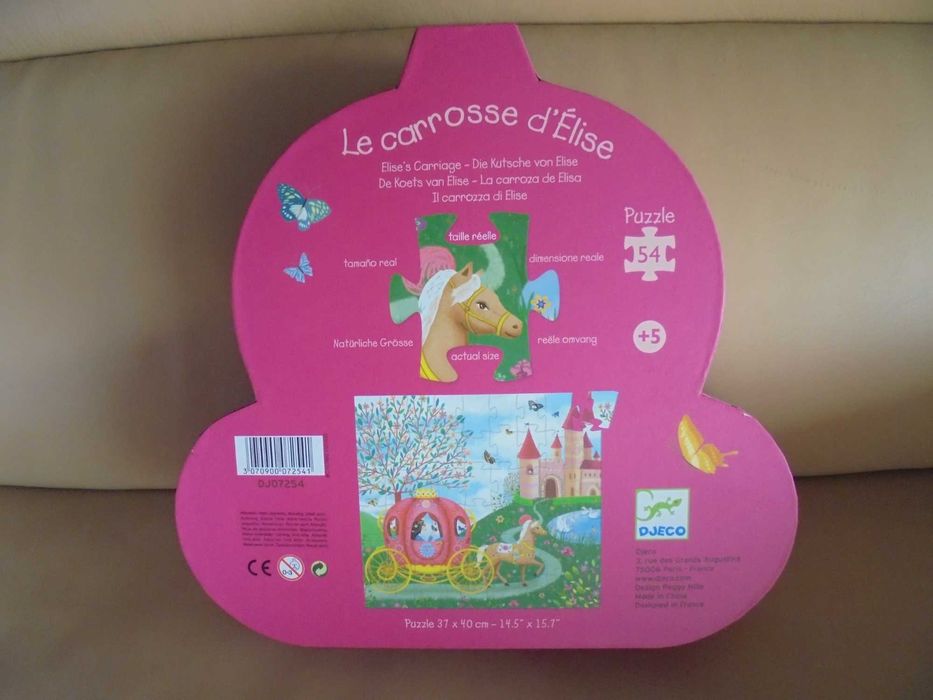 Le carrosse d'Élise
Elise's Carriage - Die Kutsche von Elise
De Koets van Elise - La carroza de Elisa
Il carrozza di Elise
Puzzle
54
taille réelle
tamaño real
dimensione reale
Natürliche Grösse
actual size
reële omvang
+5
3 070900 072541
DJ07254
CE
0-3
DJECO
Djeco
3, rue des Grands Augustins
75006 Paris - France
www.djeco.com
Design Peggy Nille
Made in China
Designed in France
Puzzle 37 x 40 cm - 14.5" x 15.7"